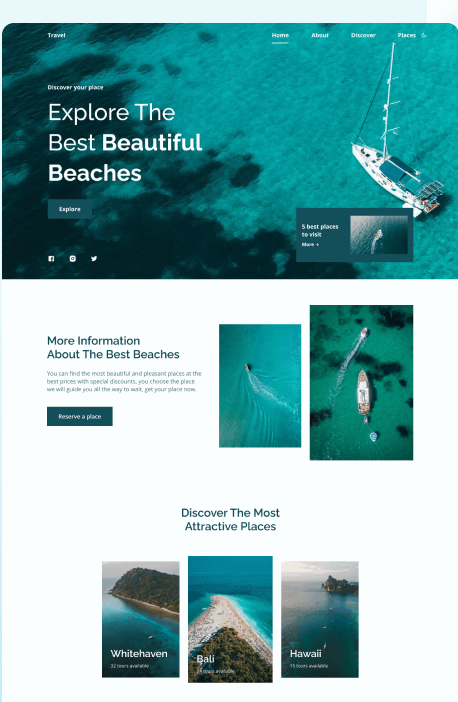 Travel
Home About Discover Places
Discover your place
Explore The
Best Beautiful
Beaches
Explore
5 best places
to visit
More →
More Information
About The Best Beaches
You can find the most beautiful and pleasant places at the
best prices with special discounts, you choose the place
we will guide you all the way to wait, get your place now.
Reserve a place
Discover The Most
Attractive Places
Whitehaven
32 tours available
Bali
tours available
Hawaii
15 tours available